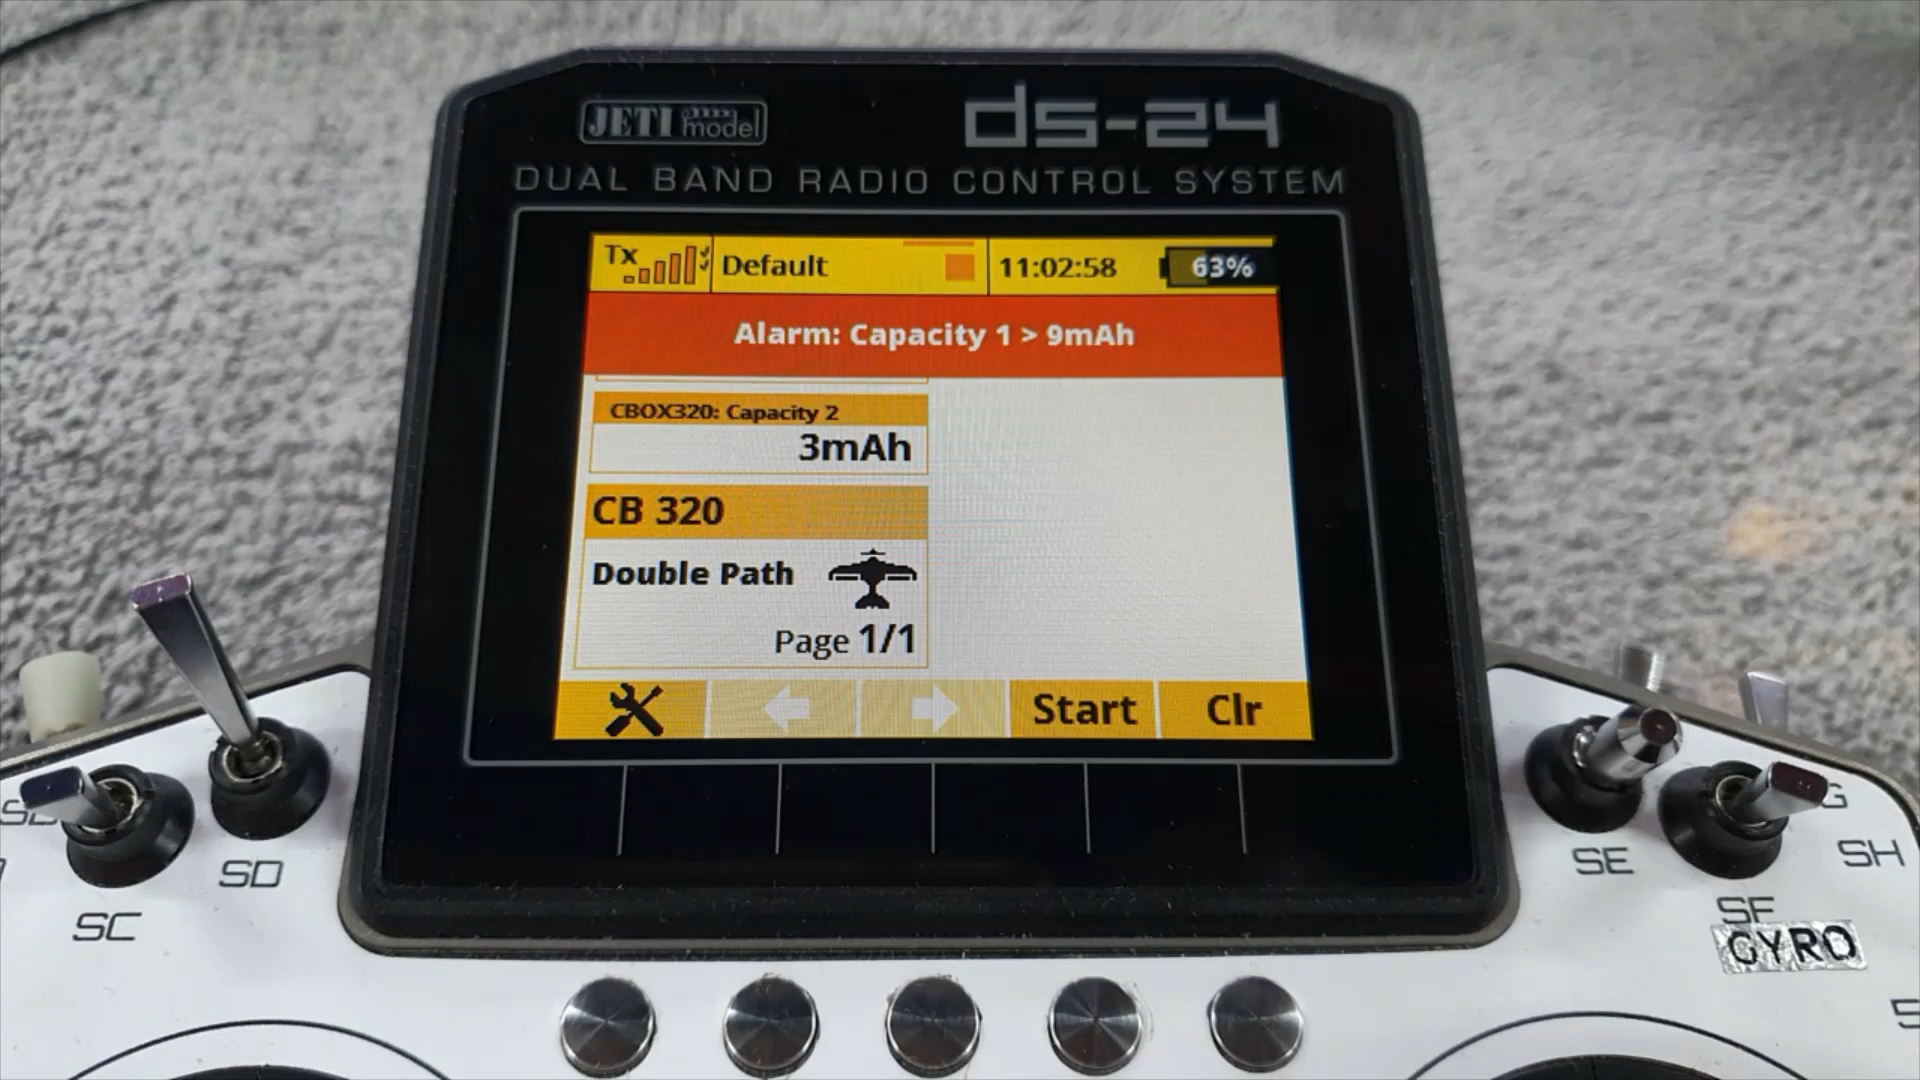 JETI model
ds-24
DUAL BAND RADIO CONTROL SYSTEM
Tx
Default
11:02:58
63%
Alarm: Capacity 1 > 9mAh
CBOX320: Capacity 2
3mAh
CB 320
Double Path
Page 1/1
Start
Clr
SD
SC
SE
SH
SF
GYRO